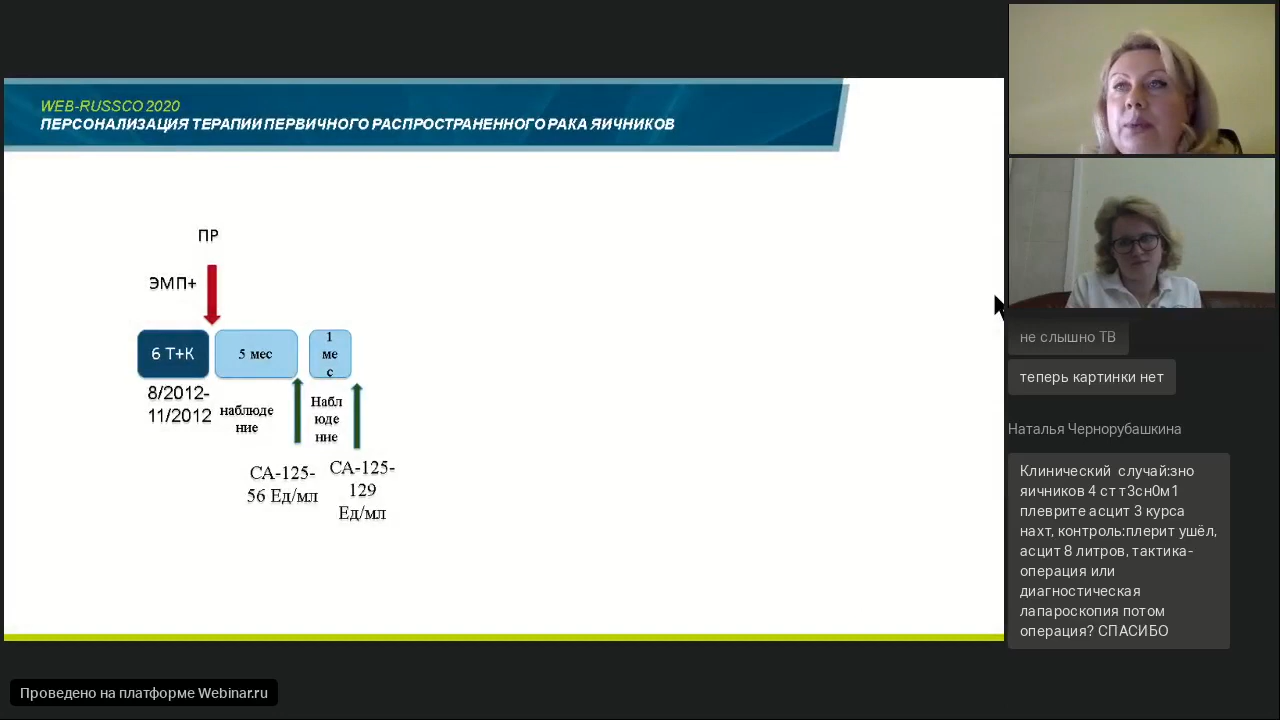 WEB-RUSSCO 2020
ПЕРСОНАЛИЗАЦИЯ ТЕРАПИИ ПЕРВИЧНОГО РАСПРОСТРАНЕННОГО РАКА ЯИЧНИКОВ
ПР
ЭМП+
6 Т+К
5 мес
1
ме
с
8/2012-
11/2012
наблюде
ние
Набл
юде
ние
СА-125-
56 Ед/мл
СА-125-
129
Ед/мл
не слышно ТВ
теперь картинки нет
Наталья Чернорубашкина
Клинический случай:зно
яичников 4 ст т3сн0м1
плеврите асцит 3 курса
нахт, контроль:плерит ушёл,
асцит 8 литров, тактика-
операция или
диагностическая
лапароскопия потом
операция? СПАСИБО
Проведено на платформе Webinar.ru